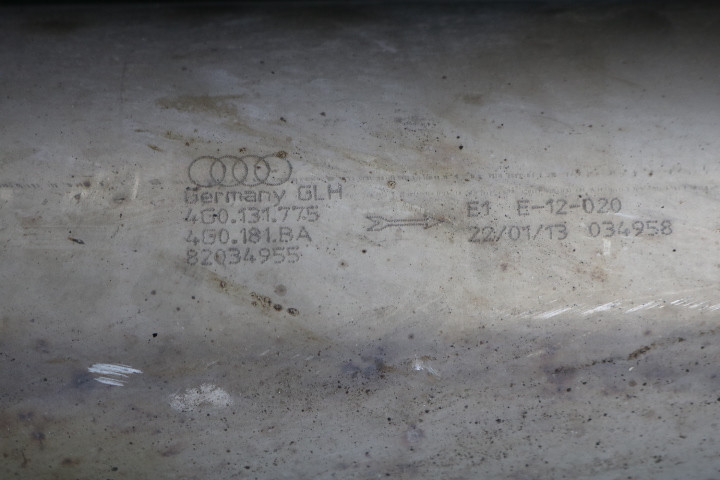 Germany GLH
4G0.131.775
4G0.181.BA
82034955
E1 E-12-020
22/01/13 034958